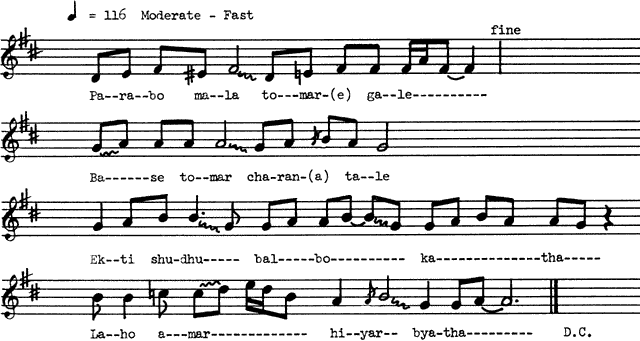 ♩ = 116 Moderate - Fast
fine
Pa--ra--bo ma--la to---mar-(e) ga--le----------
Ba------se to--mar cha-ran-(a) ta--le
Ek--ti shu-dhu----- bal---bo----------- ka--------------tha-----
La--ho a---mar------------- hi--yar-- bya-tha--------- D.C.